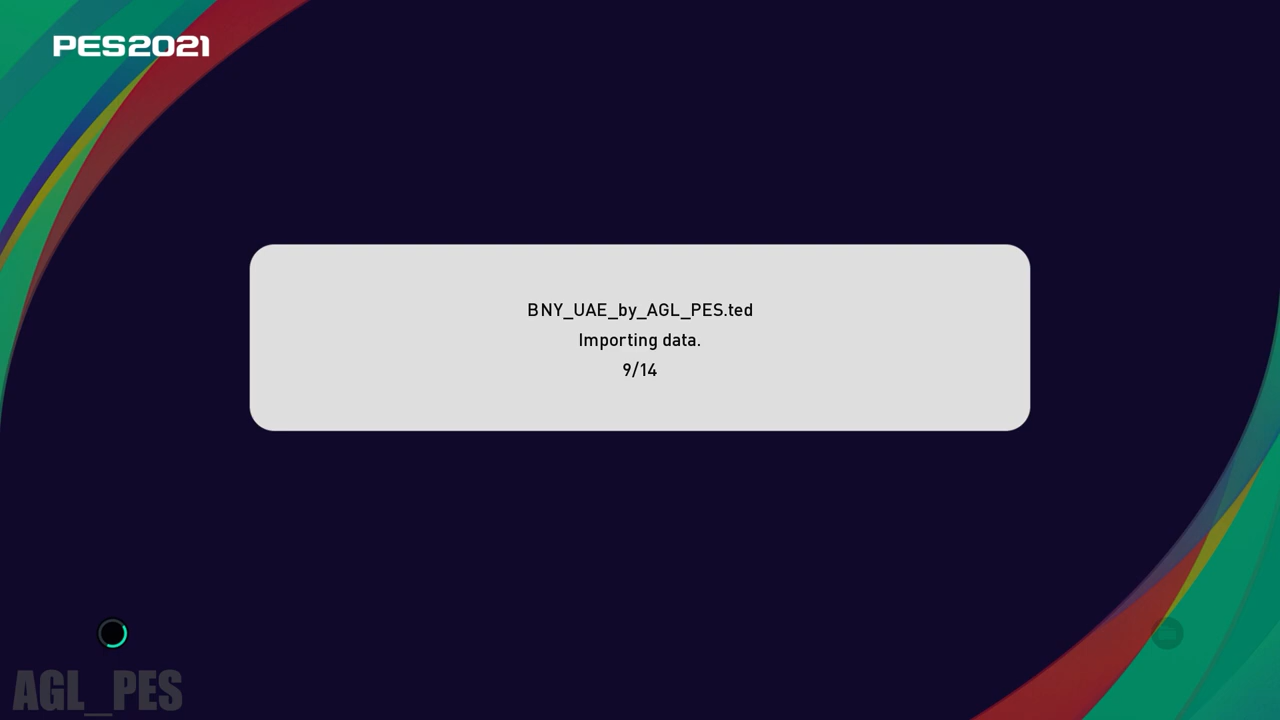 PES2021
BNY_UAE_by_AGL_PES.ted
Importing data.
9/14
AGL_PES